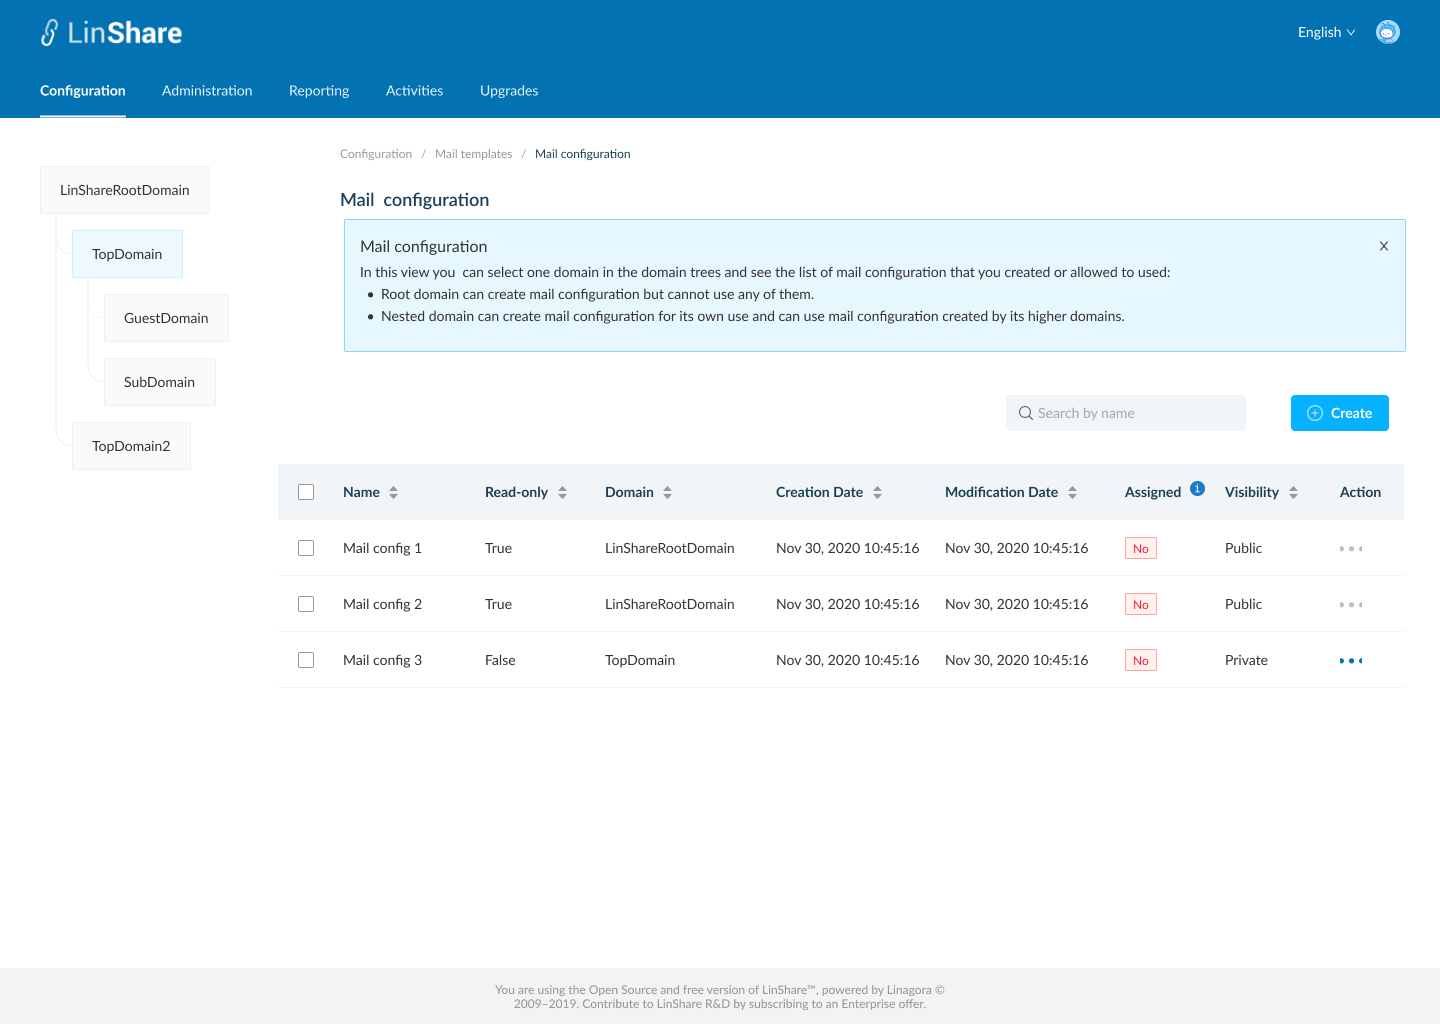 LinShare
English
Configuration Administration Reporting Activities Upgrades
Configuration / Mail templates / Mail configuration
LinShareRootDomain
TopDomain
GuestDomain
SubDomain
TopDomain2
Mail configuration
Mail configuration
In this view you can select one domain in the domain trees and see the list of mail configuration that you created or allowed to used:
• Root domain can create mail configuration but cannot use any of them.
• Nested domain can create mail configuration for its own use and can use mail configuration created by its higher domains.
Search by name
Create
Name Read-only Domain Creation Date Modification Date Assigned i Visibility Action
Mail config 1 True LinShareRootDomain Nov 30, 2020 10:45:16 Nov 30, 2020 10:45:16 No Public
Mail config 2 True LinShareRootDomain Nov 30, 2020 10:45:16 Nov 30, 2020 10:45:16 No Public
Mail config 3 False TopDomain Nov 30, 2020 10:45:16 Nov 30, 2020 10:45:16 No Private
You are using the Open Source and free version of LinShare™, powered by Linagora ©
2009–2019. Contribute to LinShare R&D by subscribing to an Enterprise offer.